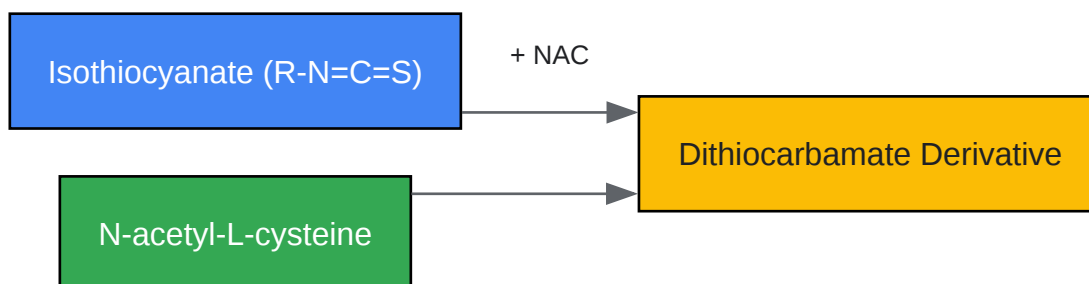 Isothiocyanate (R-N=C=S)
+ NAC
Dithiocarbamate Derivative
N-acetyl-L-cysteine